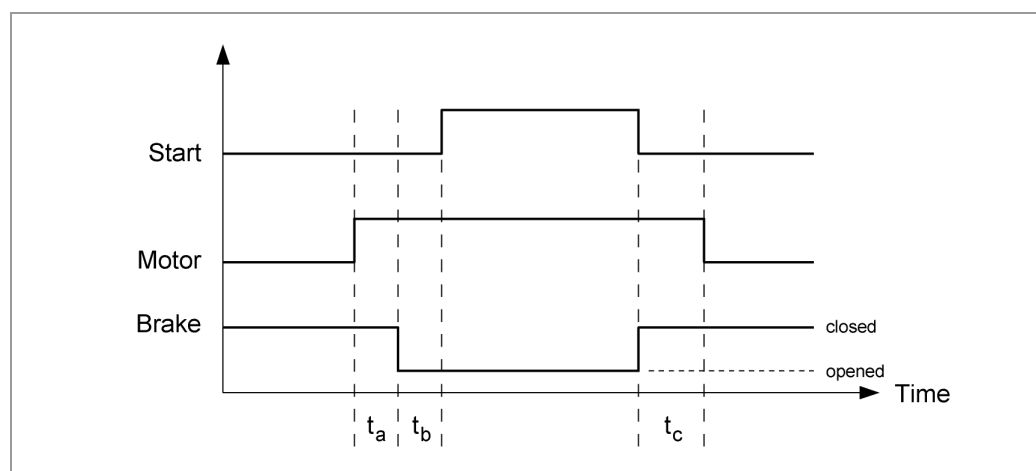 Start
Motor
Brake
closed
opened
Time
ta
tb
tc